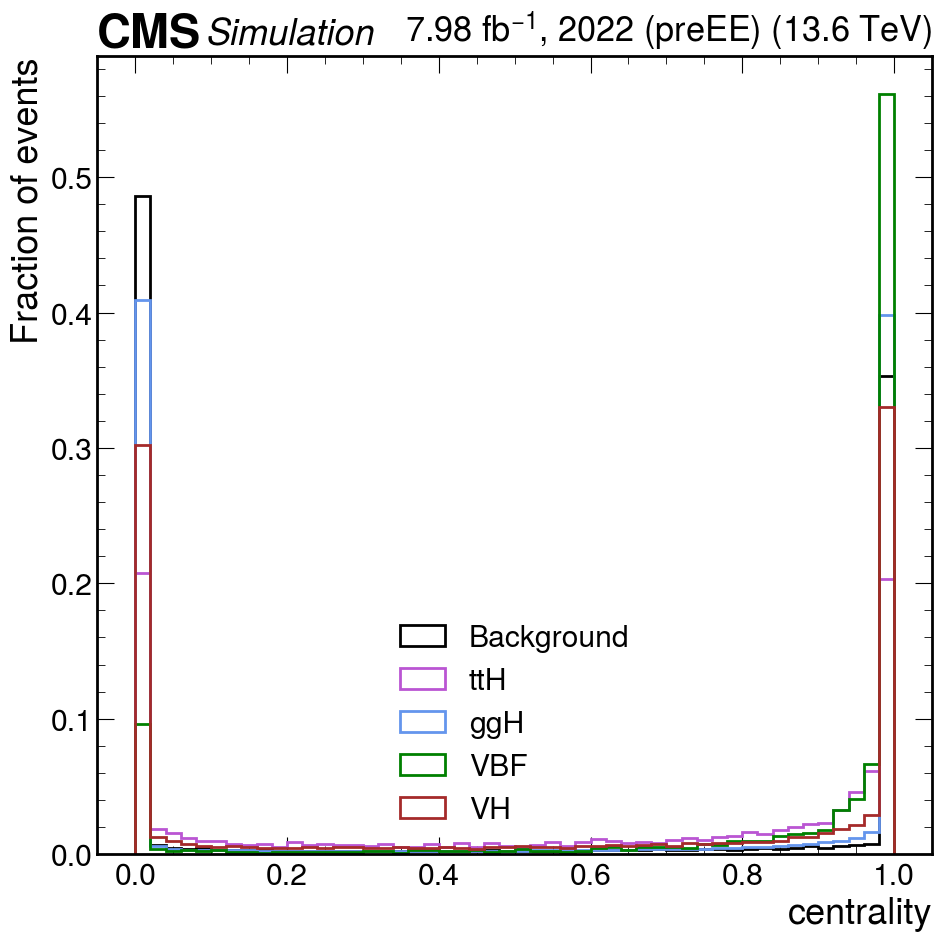 CMS Simulation 7.98 fb⁻¹, 2022 (preEE) (13.6 TeV)
Fraction of events
0.5
0.4
0.3
0.2
0.1
0.0
Background
ttH
ggH
VBF
VH
0.0 0.2 0.4 0.6 0.8 1.0
centrality